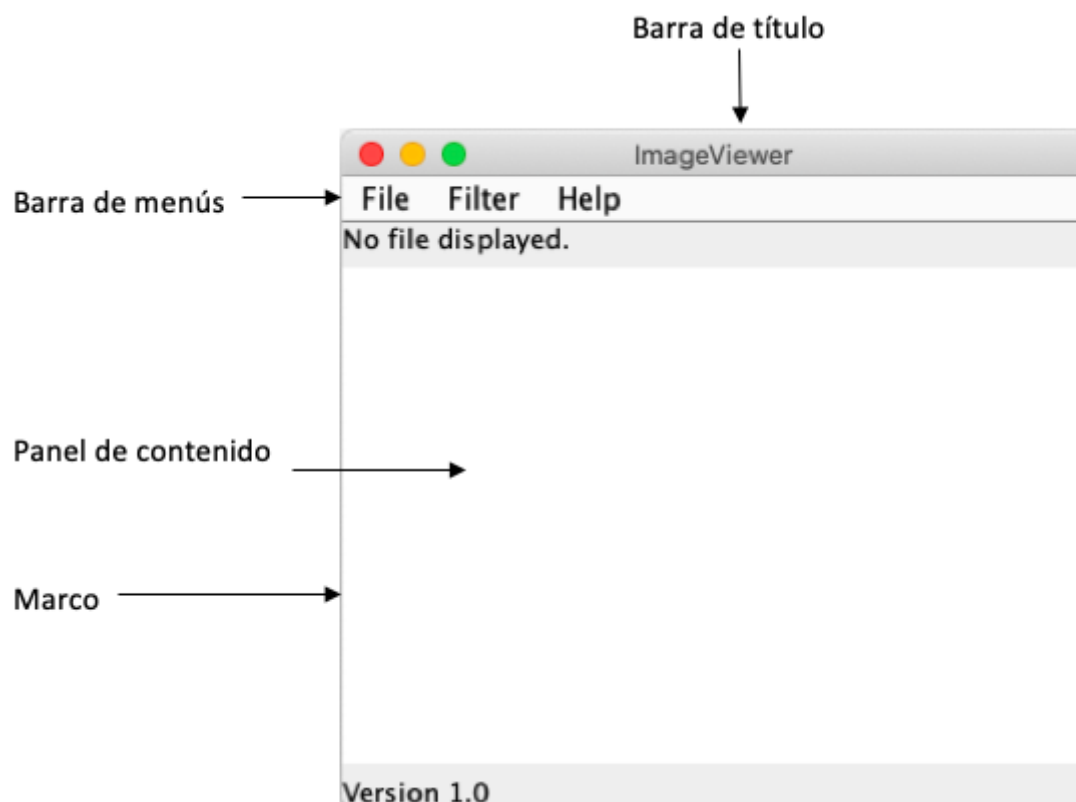 Barra de título
ImageViewer
Barra de menús
File Filter Help
No file displayed.
Panel de contenido
Marco
Version 1.0